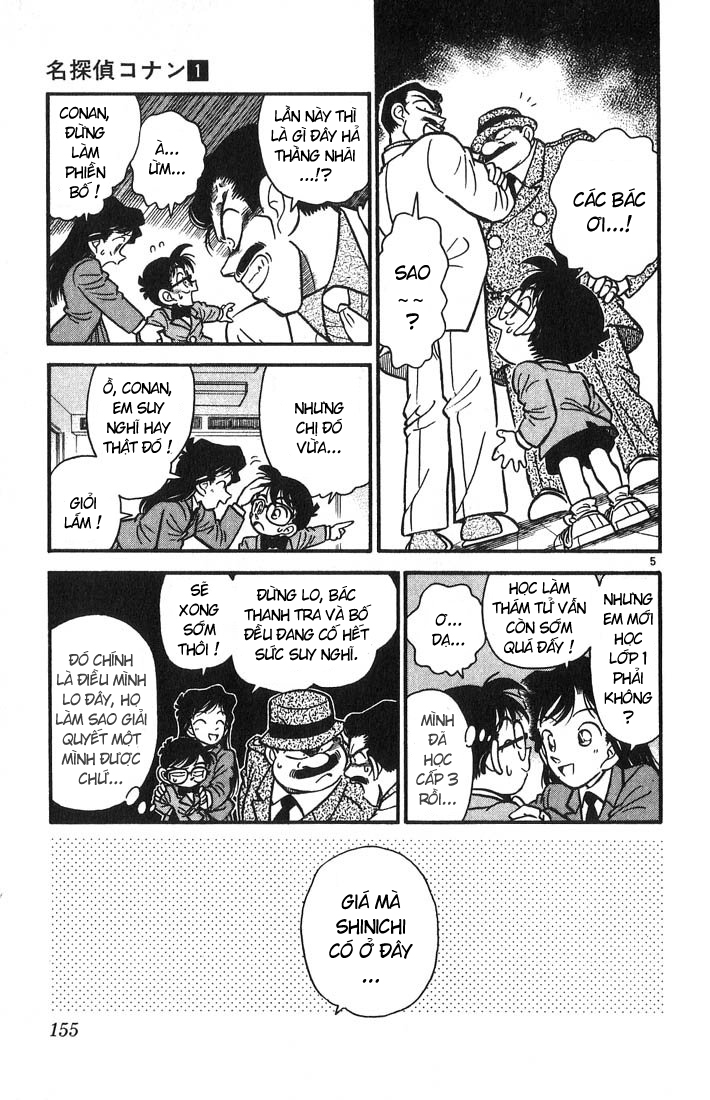 名探偵コナン1
CÁC BÁC
ƠI...!
SAO
~ ~
?
LẦN NÀY THÌ
LÀ GÌ ĐÂY HẢ
THẰNG NHÃI
...!?
À...
ỪM...
CONAN,
ĐỪNG
LÀM
PHIỀN
BỐ !
NHƯNG
CHỊ ĐÓ
VỪA...
Ồ, CONAN,
EM SUY
NGHĨ HAY
THẬT ĐÓ !
GIỎI
LẮM !
5
NHƯNG
EM MỚI
HỌC
LỚP 1
PHẢI
KHÔNG
?
HỌC LÀM
THÁM TỬ VẪN
CÒN SỚM
QUÁ ĐẤY !
Ơ...
DẠ...
MÌNH
ĐÃ
HỌC
CẤP 3
RỒI...
ĐỪNG LO, BÁC
THANH TRA VÀ BỐ
ĐỀU ĐANG CỐ HẾT
SỨC SUY NGHĨ.
SẼ
XONG
SỚM
THÔI !
ĐÓ CHÍNH
LÀ ĐIỀU MÌNH
LO ĐÂY, HỌ
LÀM SAO GIẢI
QUYẾT MỘT
MÌNH ĐƯỢC
CHỨ...
GIÁ MÀ
SHINICHI
CÓ Ở ĐÂY
...
155